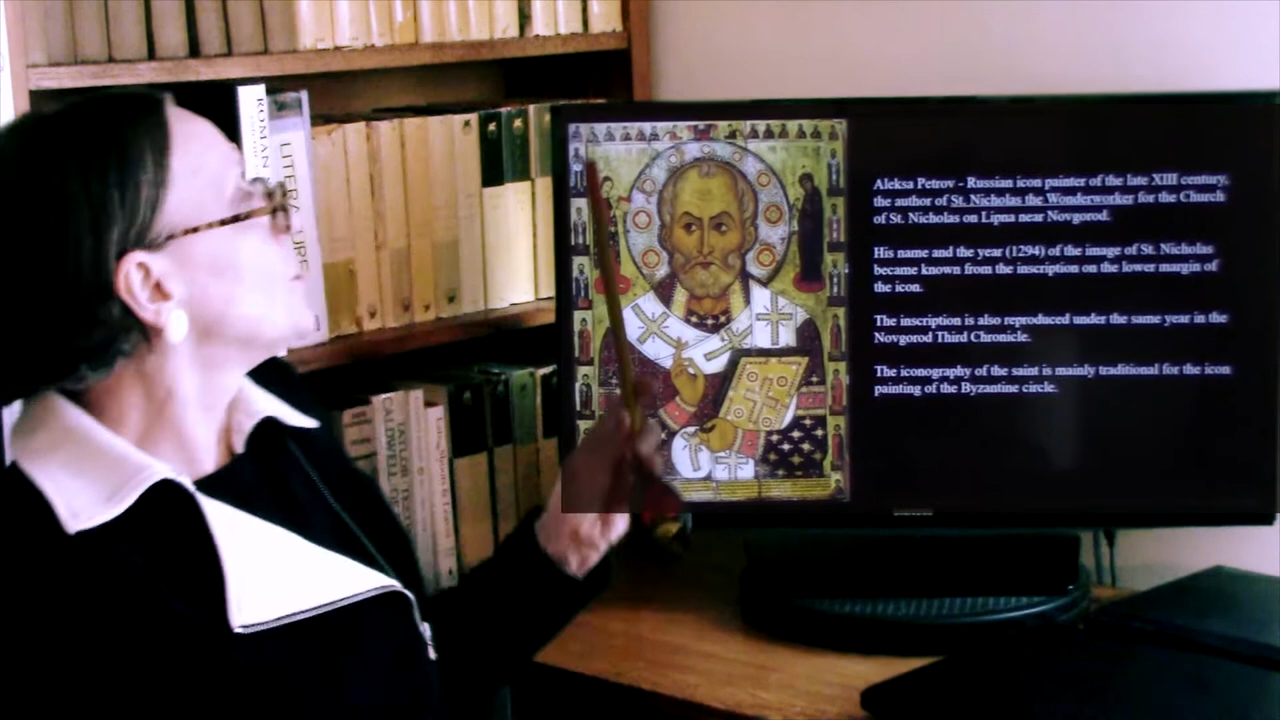 ROMAN
LITERA URE
TAYLOR
CALDWELL
Aleksa Petrov - Russian icon painter of the late XIII century,
the author of St. Nicholas the Wonderworker for the Church
of St. Nicholas on Lipna near Novgorod.
His name and the year (1294) of the image of St. Nicholas
became known from the inscription on the lower margin of
the icon.
The inscription is also reproduced under the same year in the
Novgorod Third Chronicle.
The iconography of the saint is mainly traditional for the icon
painting of the Byzantine circle.